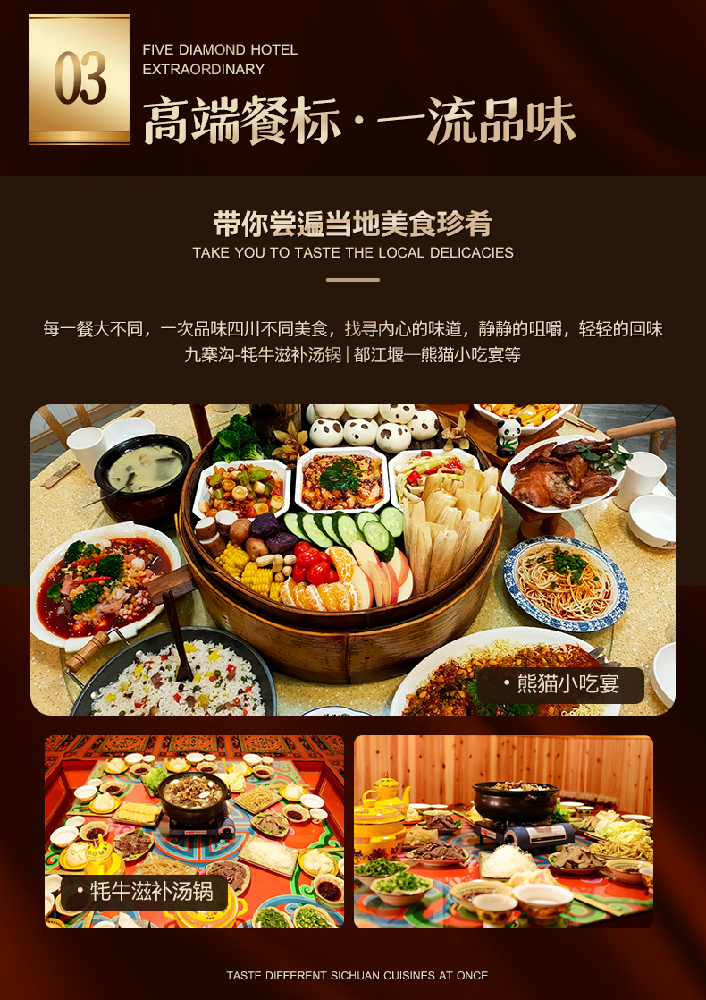 03
FIVE DIAMOND HOTEL
EXTRAORDINARY
高端餐标·一流品味
带你尝遍当地美食珍肴
TAKE YOU TO TASTE THE LOCAL DELICACIES
每一餐大不同，一次品味四川不同美食，找寻内心的味道，静静的咀嚼，轻轻的回味
九寨沟-牦牛滋补汤锅|都江堰—熊猫小吃宴等
•熊猫小吃宴
•牦牛滋补汤锅
TASTE DIFFERENT SICHUAN CUISINES AT ONCE